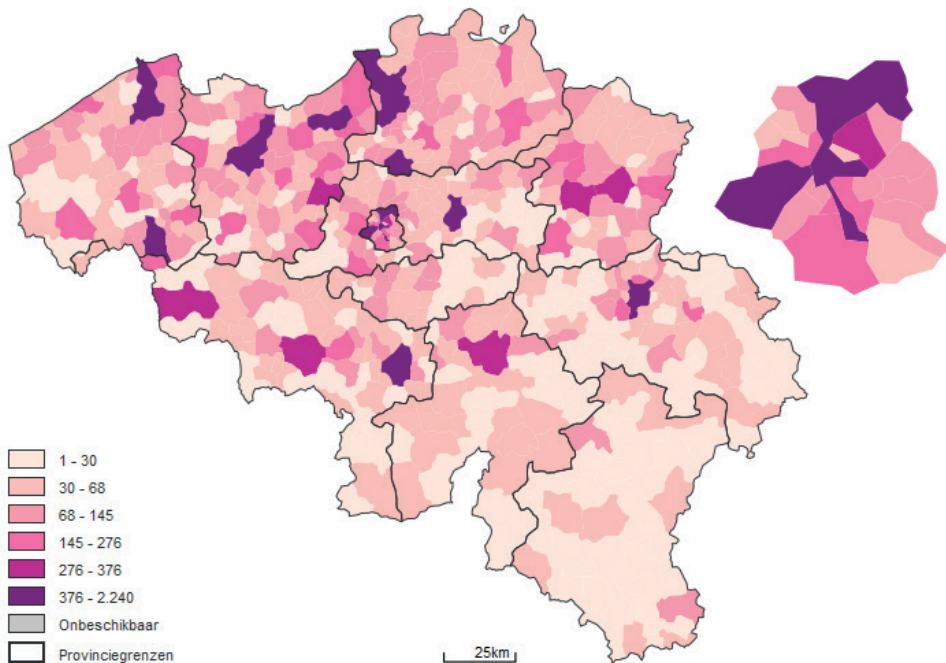 1 - 30
30 - 68
68 - 145
145 - 276
276 - 376
376 - 2.240
Onbeschikbaar
Provinciegrenzen
25km